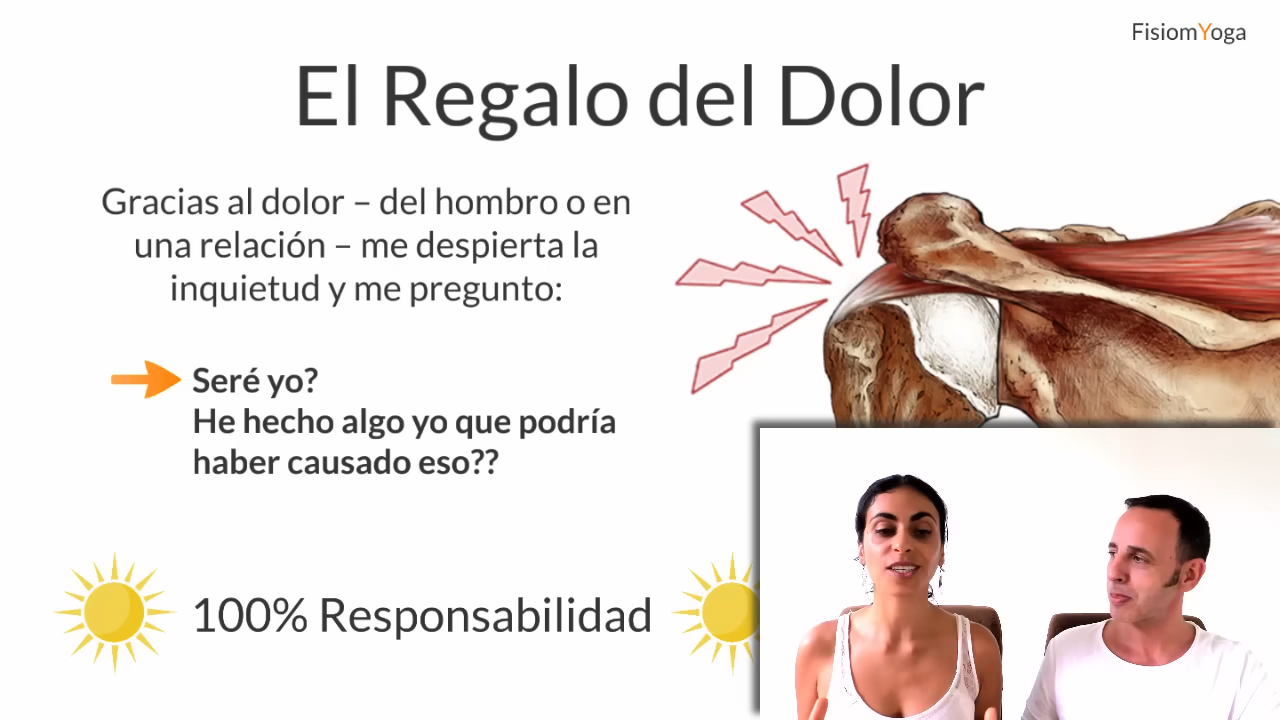 FisiomYoga
El Regalo del Dolor
Gracias al dolor – del hombro o en
una relación – me despierta la
inquietud y me pregunto:
Seré yo?
He hecho algo yo que podría
haber causado eso??
100% Responsabilidad